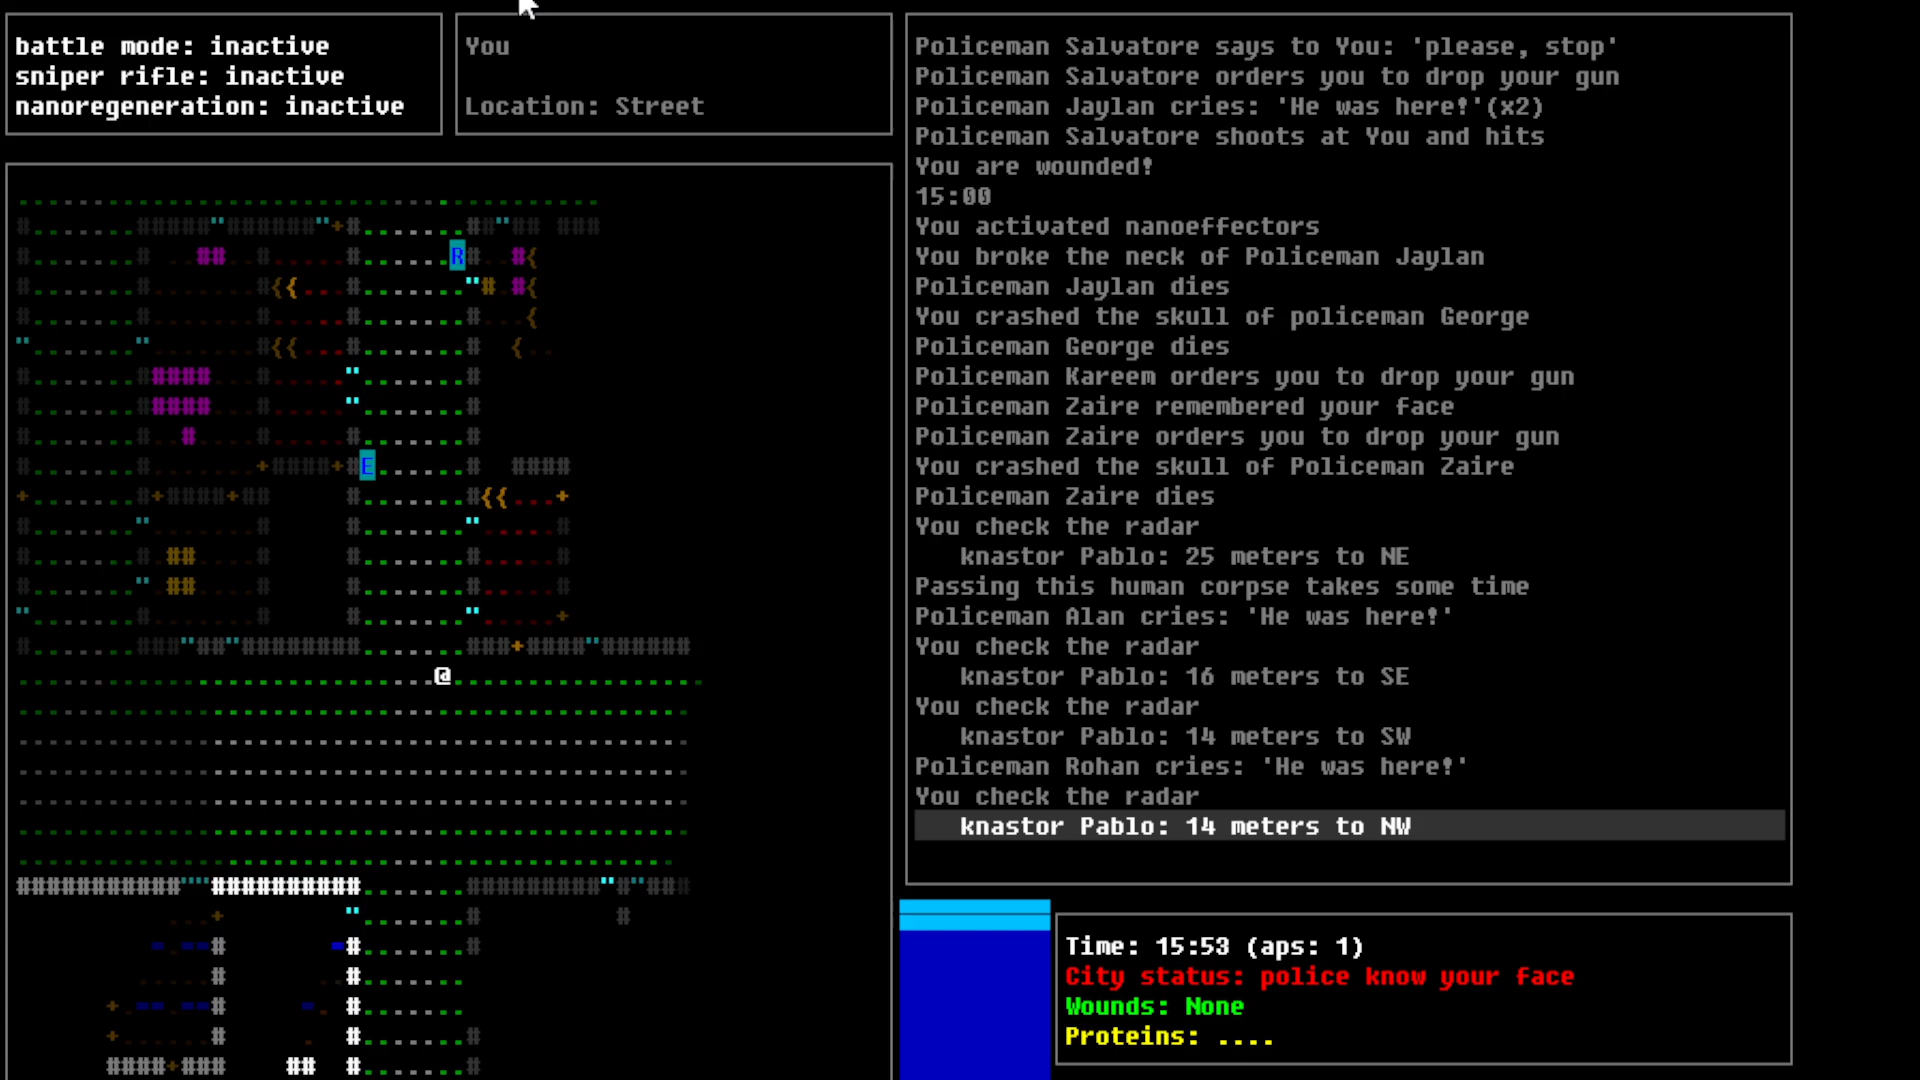 battle mode: inactive
sniper rifle: inactive
nanoregeneration: inactive
You
Location: Street
Policeman Salvatore says to You: 'please, stop'
Policeman Salvatore orders you to drop your gun
Policeman Jaylan cries: 'He was here!'(x2)
Policeman Salvatore shoots at You and hits
You are wounded!
15:00
You activated nanoeffectors
You broke the neck of Policeman Jaylan
Policeman Jaylan dies
You crashed the skull of policeman George
Policeman George dies
Policeman Kareem orders you to drop your gun
Policeman Zaire remembered your face
Policeman Zaire orders you to drop your gun
You crashed the skull of Policeman Zaire
Policeman Zaire dies
You check the radar
knastor Pablo: 25 meters to NE
Passing this human corpse takes some time
Policeman Alan cries: 'He was here!'
You check the radar
knastor Pablo: 16 meters to SE
You check the radar
knastor Pablo: 14 meters to SW
Policeman Rohan cries: 'He was here!'
You check the radar
knastor Pablo: 14 meters to NW
R
E
@
Time: 15:53 (aps: 1)
City status: police know your face
Wounds: None
Proteins: ....